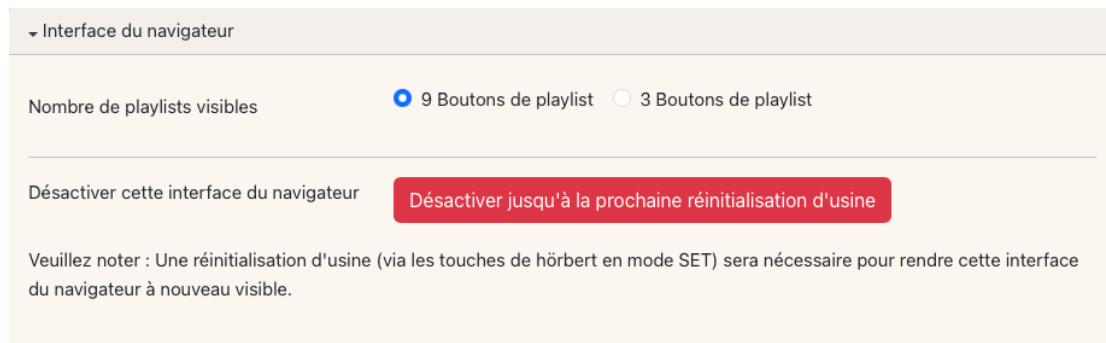 Interface du navigateur
Nombre de playlists visibles
9 Boutons de playlist
3 Boutons de playlist
Désactiver cette interface du navigateur
Désactiver jusqu'à la prochaine réinitialisation d'usine
Veuillez noter : Une réinitialisation d'usine (via les touches de hörbert en mode SET) sera nécessaire pour rendre cette interface
du navigateur à nouveau visible.